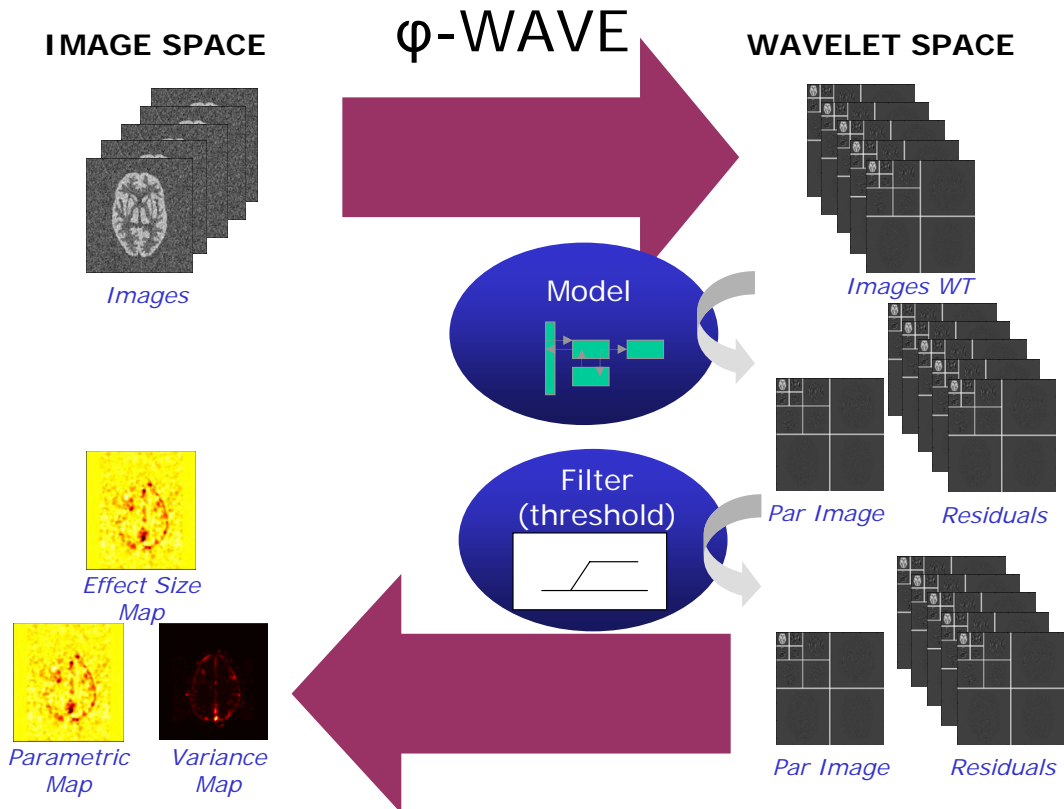 φ-WAVE
IMAGE SPACE
WAVELET SPACE
Images
Images WT
Model
Par Image
Residuals
Filter
(threshold)
Effect Size
Map
Parametric
Map
Variance
Map
Par Image
Residuals